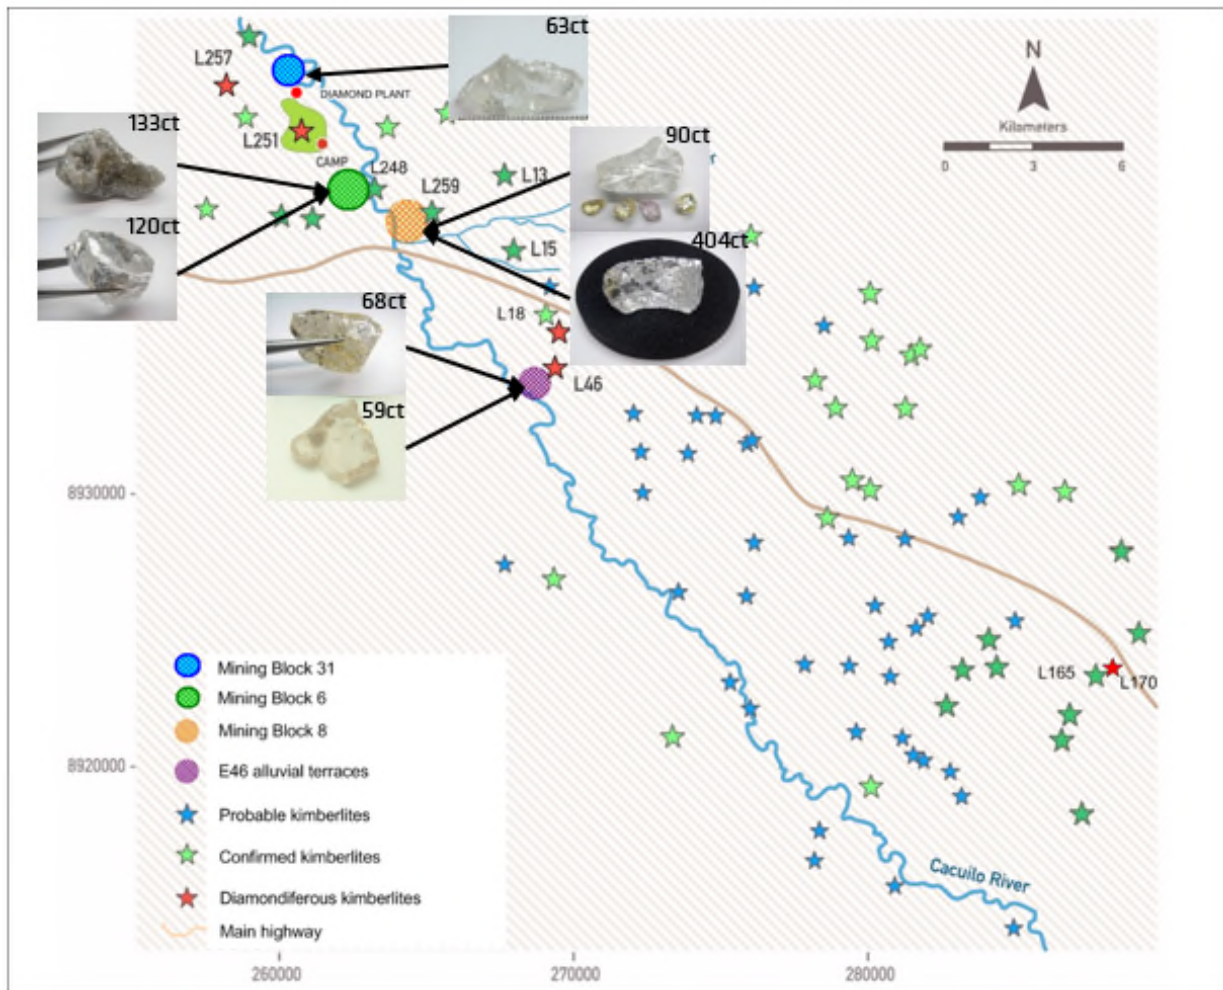 63ct
N
Kilometers
0 3 6
L257
DIAMOND PLANT
133ct
90ct
L251
CAMP
L248
L13
L259
120ct
404ct
L15
68ct
L18
L46
59ct
8930000
L165
L170
8920000
Cacuilo River
Mining Block 31
Mining Block 6
Mining Block 8
E46 alluvial terraces
Probable kimberlites
Confirmed kimberlites
Diamondiferous kimberlites
Main highway
260000 270000 280000